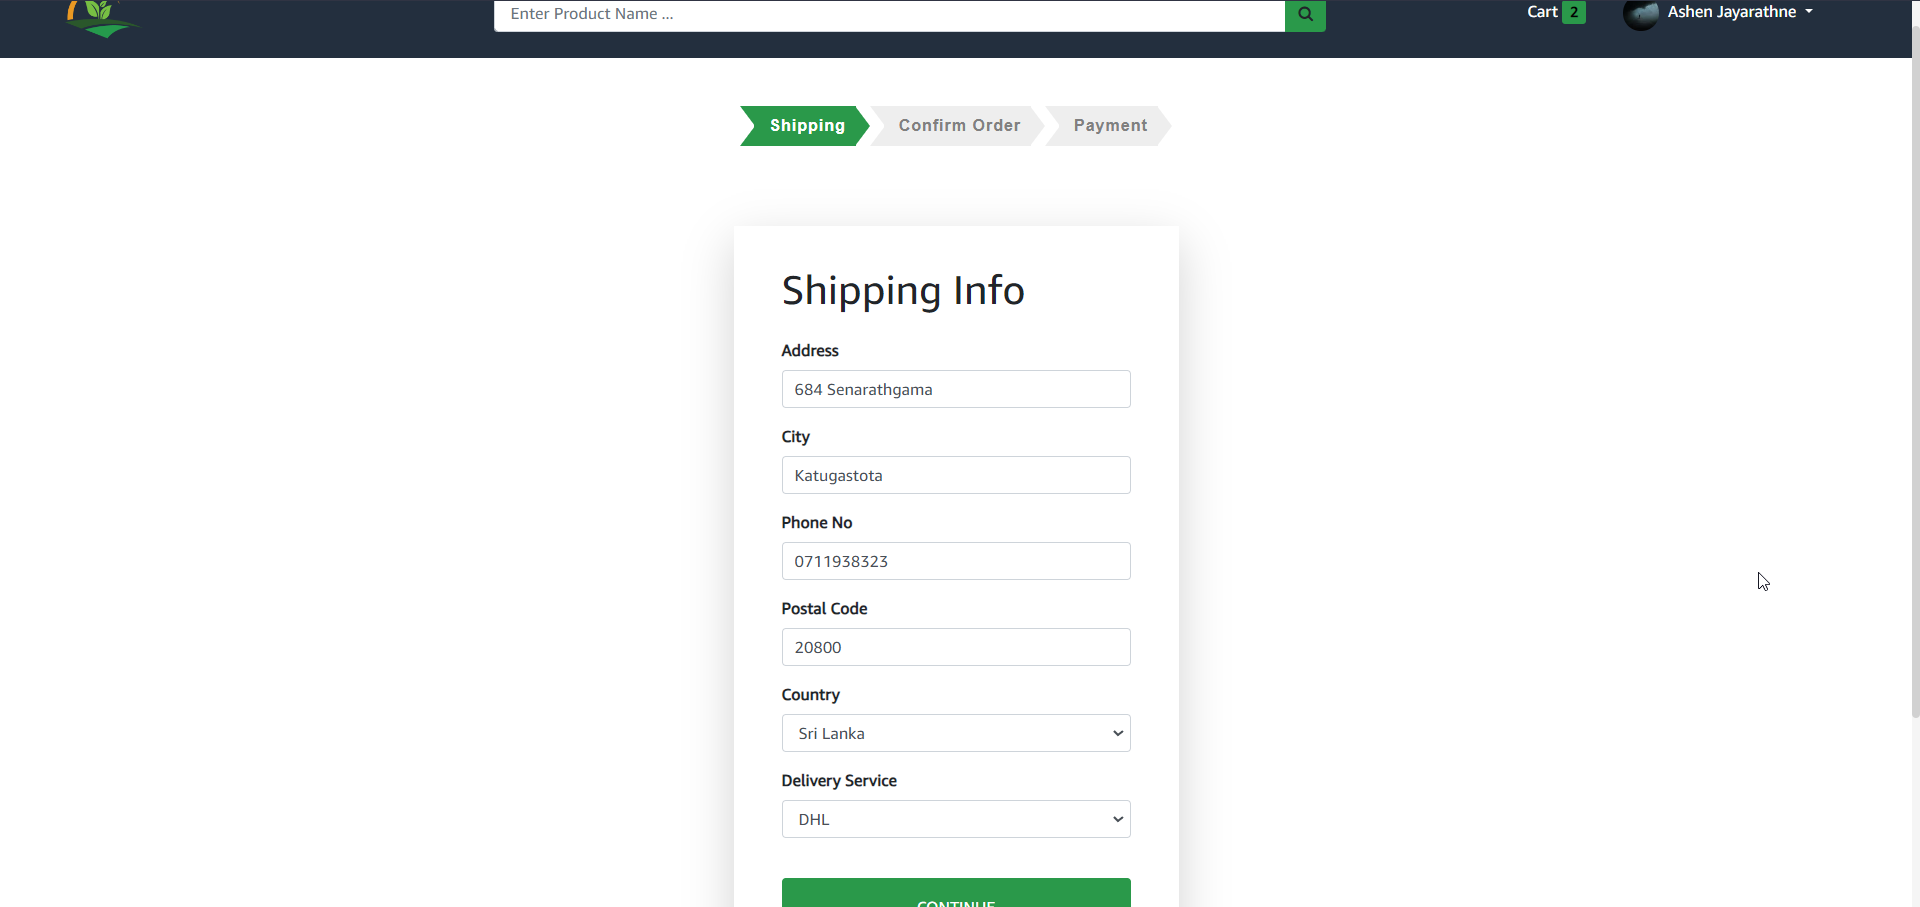 Enter Product Name ...
Cart 2
Ashen Jayarathne
Shipping
Confirm Order
Payment
Shipping Info
Address
684 Senarathgama
City
Katugastota
Phone No
0711938323
Postal Code
20800
Country
Sri Lanka
Delivery Service
DHL
CONTINUE